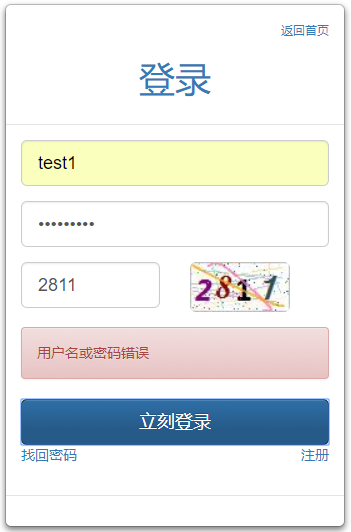 返回首页
登录
test1
•••••••••
2811 2811
用户名或密码错误
立刻登录
找回密码 注册